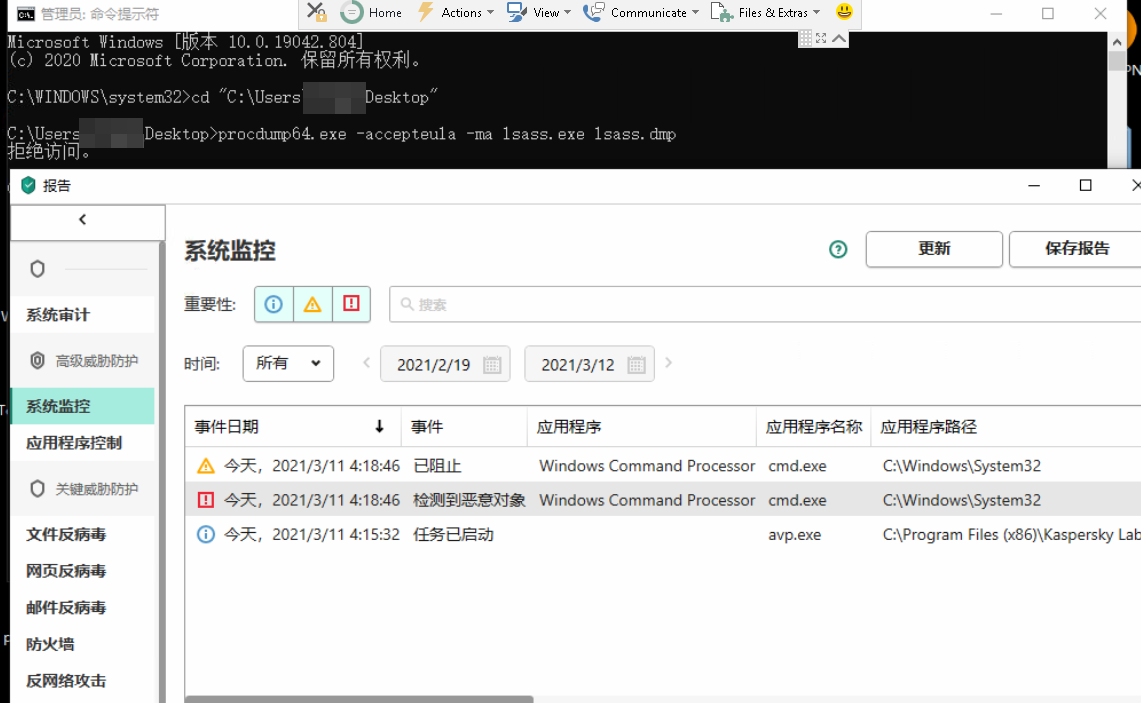 管理员: 命令提示符
Home Actions View Communicate Files & Extras
Microsoft Windows [版本 10.0.19042.804]
(c) 2020 Microsoft Corporation. 保留所有权利。
C:\WINDOWS\system32>cd "C:\Users Desktop"
C:\Users Desktop>procdump64.exe -accepteula -ma lsass.exe lsass.dmp
拒绝访问。
报告
系统监控
更新
保存报告
重要性:
搜索
系统审计
高级威胁防护
时间:
所有
2021/2/19
2021/3/12
系统监控
应用程序控制
关键威胁防护
文件反病毒
网页反病毒
邮件反病毒
防火墙
反网络攻击
事件日期 事件 应用程序 应用程序名称 应用程序路径
今天，2021/3/11 4:18:46 已阻止 Windows Command Processor cmd.exe C:\Windows\System32
今天，2021/3/11 4:18:46 检测到恶意对象 Windows Command Processor cmd.exe C:\Windows\System32
今天，2021/3/11 4:15:32 任务已启动 avp.exe C:\Program Files (x86)\Kaspersky Lab